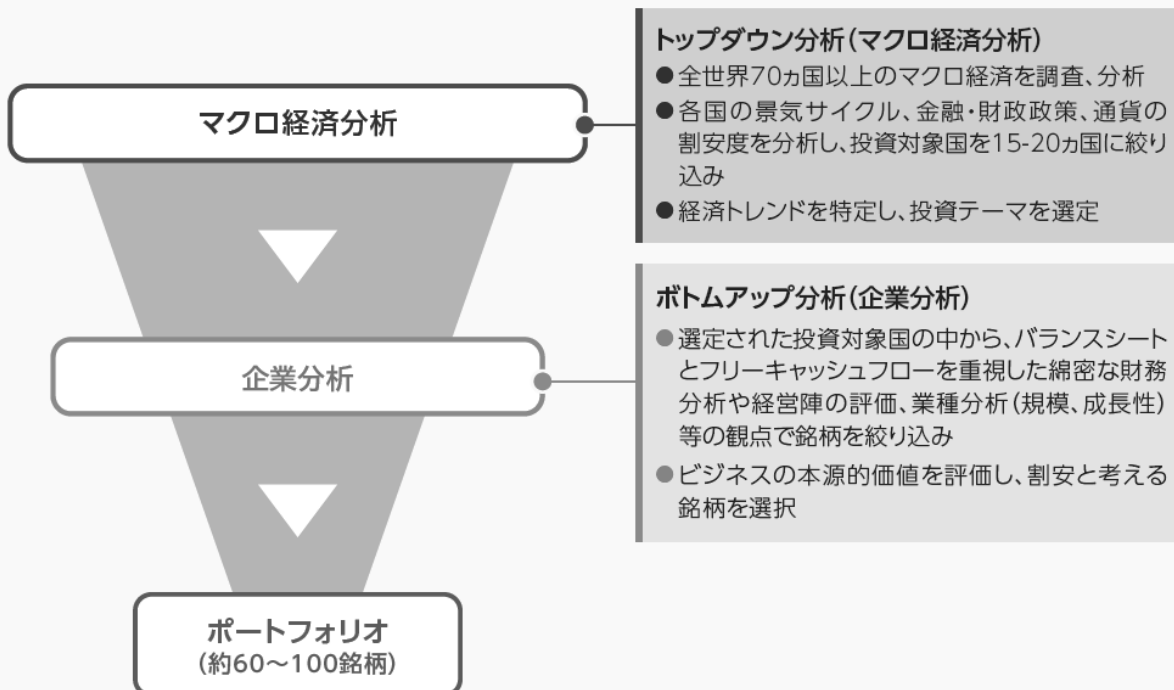 マクロ経済分析
トップダウン分析(マクロ経済分析)
●全世界70ヵ国以上のマクロ経済を調査、分析
●各国の景気サイクル、金融・財政政策、通貨の
割安度を分析し、投資対象国を15-20ヵ国に絞り
込み
●経済トレンドを特定し、投資テーマを選定
企業分析
ボトムアップ分析(企業分析)
●選定された投資対象国の中から、バランスシート
とフリーキャッシュフローを重視した綿密な財務
分析や経営陣の評価、業種分析(規模、成長性)
等の観点で銘柄を絞り込み
●ビジネスの本源的価値を評価し、割安と考える
銘柄を選択
ポートフォリオ
(約60～100銘柄)